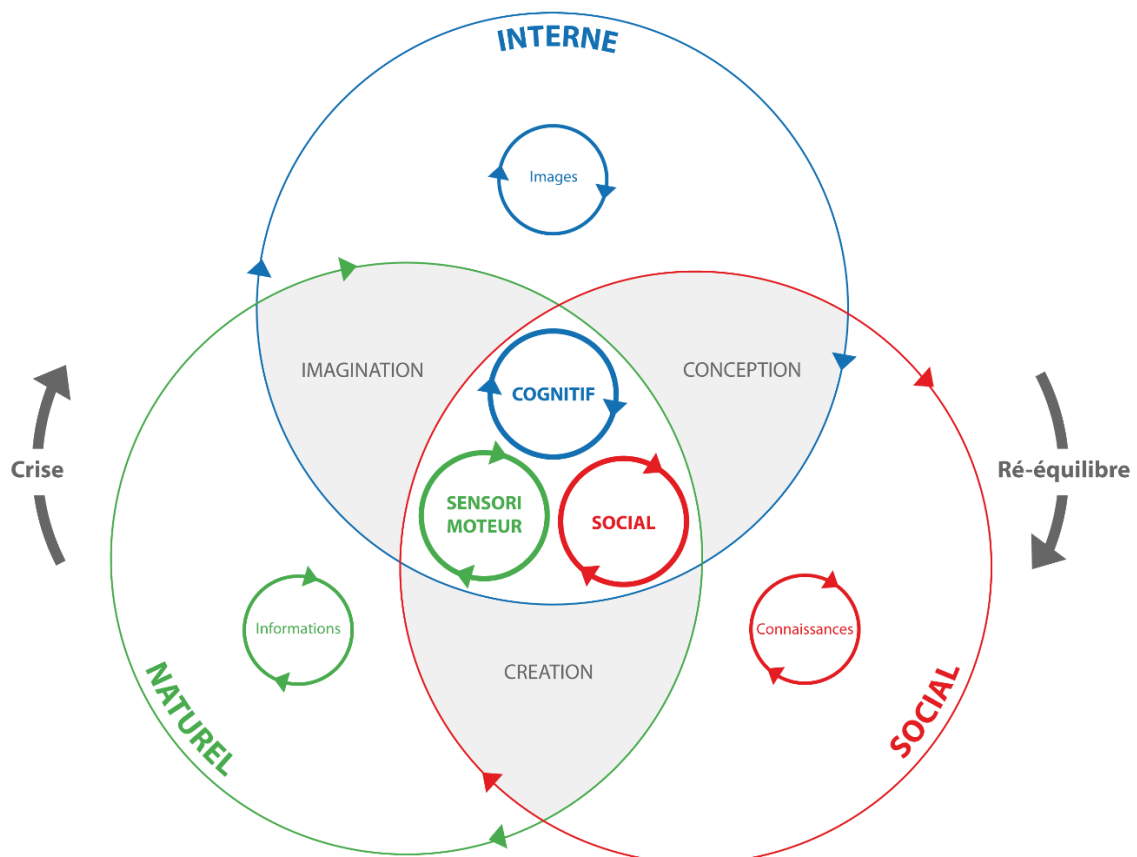 INTERNE
Images
IMAGINATION
CONCEPTION
COGNITIF
Crise
Ré-équilibre
SENSORI
MOTEUR
SOCIAL
Informations
Connaissances
CREATION
NATUREL
SOCIAL